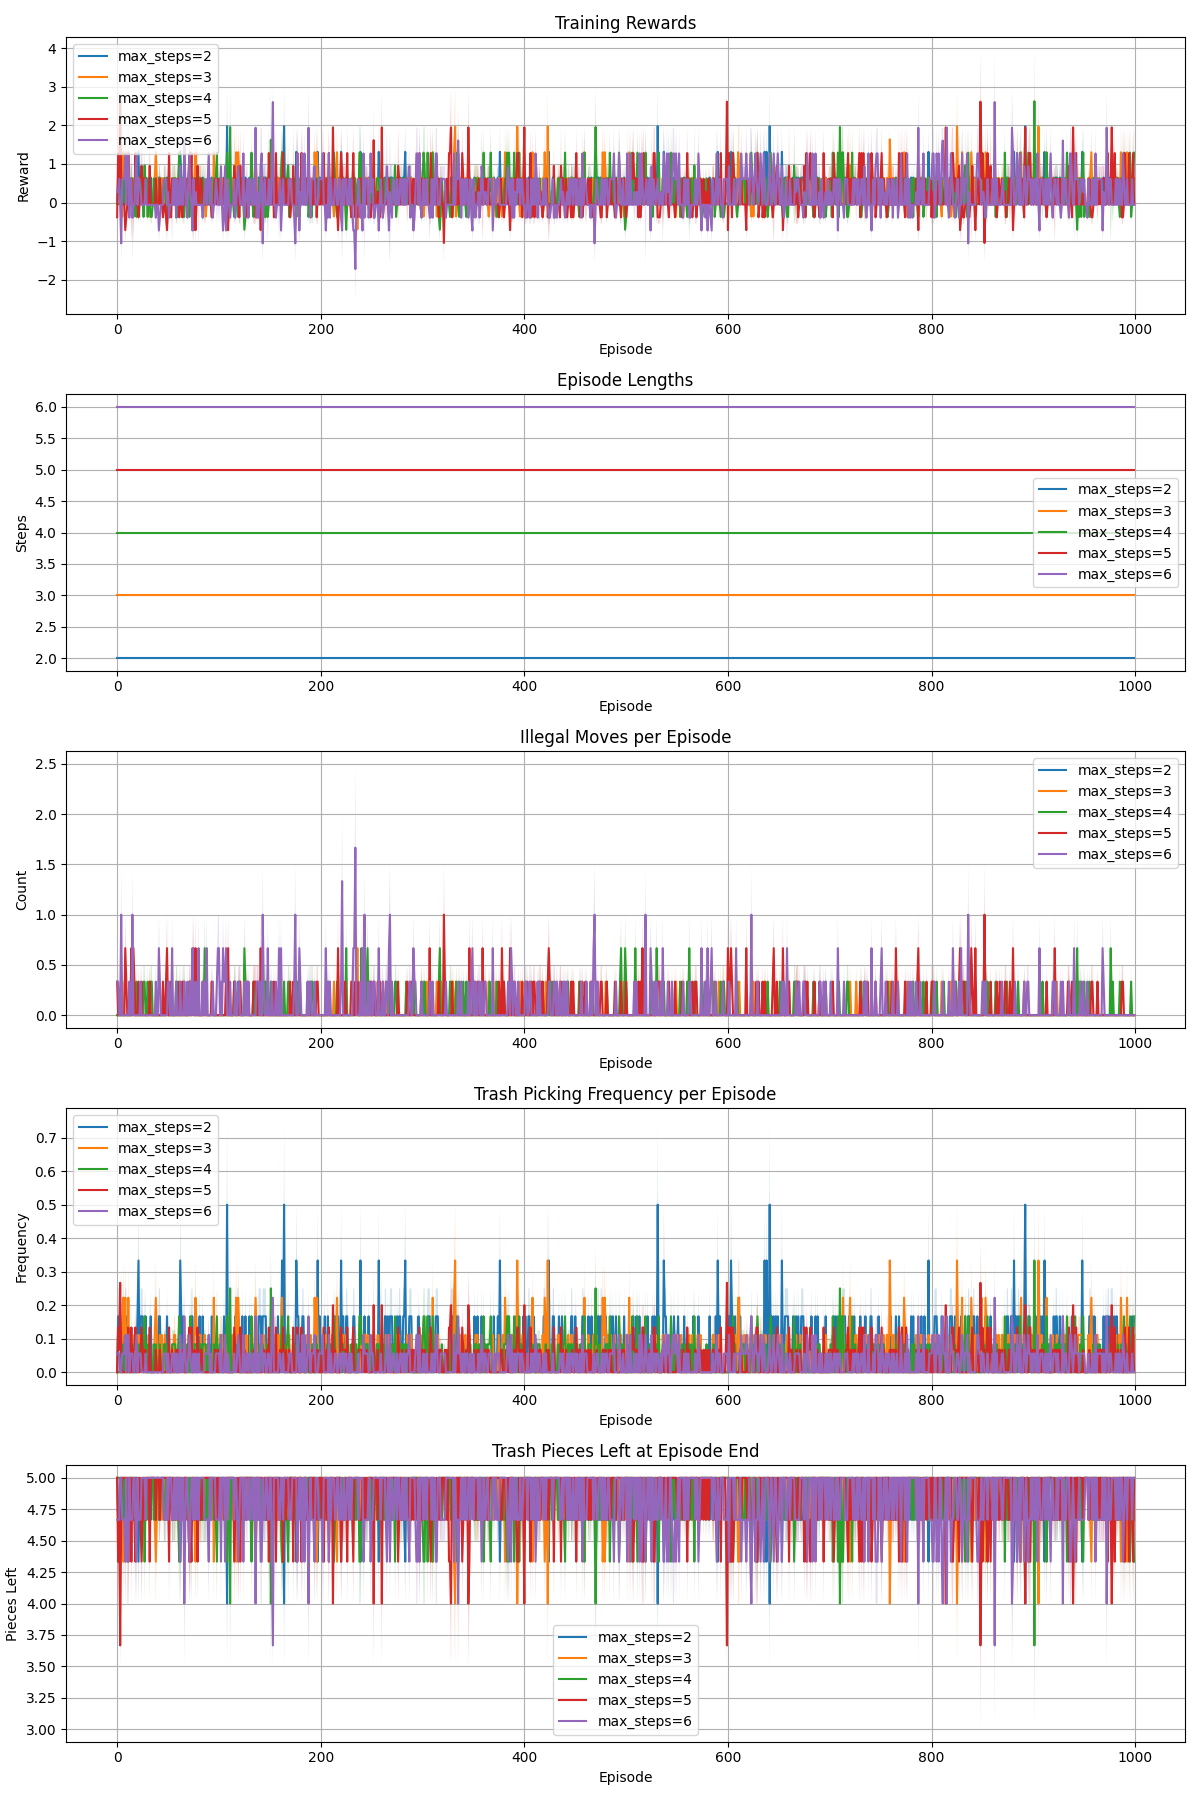 Training Rewards
4
3
2
1
0
−1
−2
Reward
max_steps=2
max_steps=3
max_steps=4
max_steps=5
max_steps=6
0 200 400 600 800 1000
Episode
Episode Lengths
6.0
5.5
5.0
4.5
4.0
3.5
3.0
2.5
2.0
Steps
max_steps=2
max_steps=3
max_steps=4
max_steps=5
max_steps=6
0 200 400 600 800 1000
Episode
Illegal Moves per Episode
2.5
2.0
1.5
1.0
0.5
0.0
Count
max_steps=2
max_steps=3
max_steps=4
max_steps=5
max_steps=6
0 200 400 600 800 1000
Episode
Trash Picking Frequency per Episode
0.7
0.6
0.5
0.4
0.3
0.2
0.1
0.0
Frequency
max_steps=2
max_steps=3
max_steps=4
max_steps=5
max_steps=6
0 200 400 600 800 1000
Episode
Trash Pieces Left at Episode End
5.00
4.75
4.50
4.25
4.00
3.75
3.50
3.25
3.00
Pieces Left
max_steps=2
max_steps=3
max_steps=4
max_steps=5
max_steps=6
0 200 400 600 800 1000
Episode